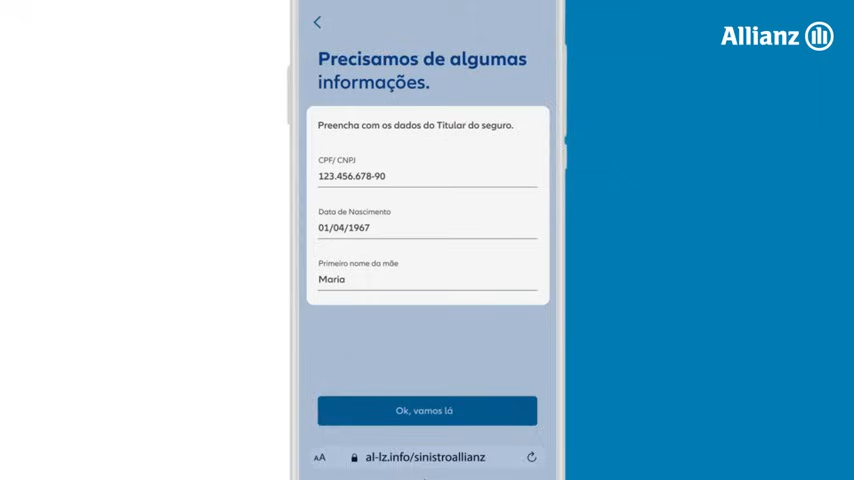 Allianz
Precisamos de algumas
informações.
Preencha com os dados do Titular do seguro.
CPF/ CNPJ
123.456.678-90
Data de Nascimento
01/04/1967
Primeiro nome da mãe
Maria
Ok, vamos lá
AA al-lz.info/sinistroallianz